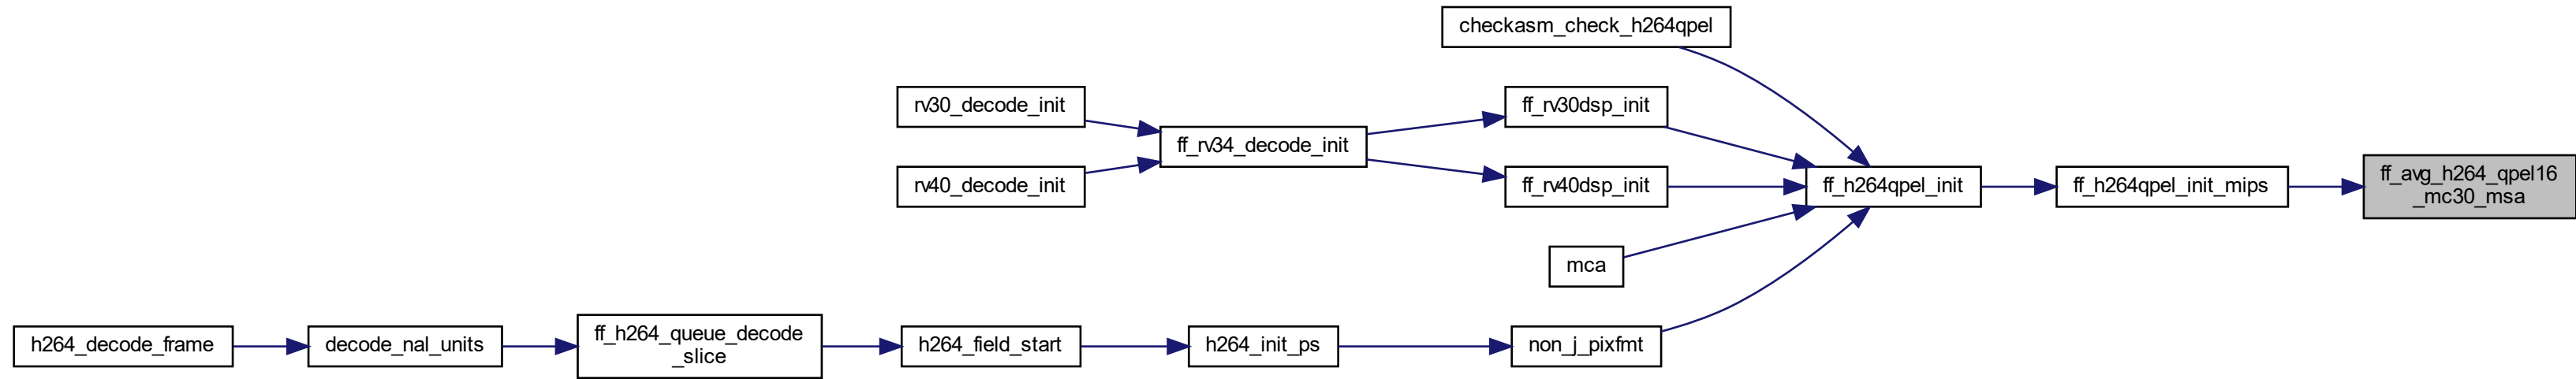 checkasm_check_h264qpel
rv30_decode_init
ff_rv30dsp_init
ff_rv34_decode_init
ff_avg_h264_qpel16
_mc30_msa
rv40_decode_init
ff_rv40dsp_init
ff_h264qpel_init
ff_h264qpel_init_mips
mca
h264_decode_frame
decode_nal_units
ff_h264_queue_decode
_slice
h264_field_start
h264_init_ps
non_j_pixfmt